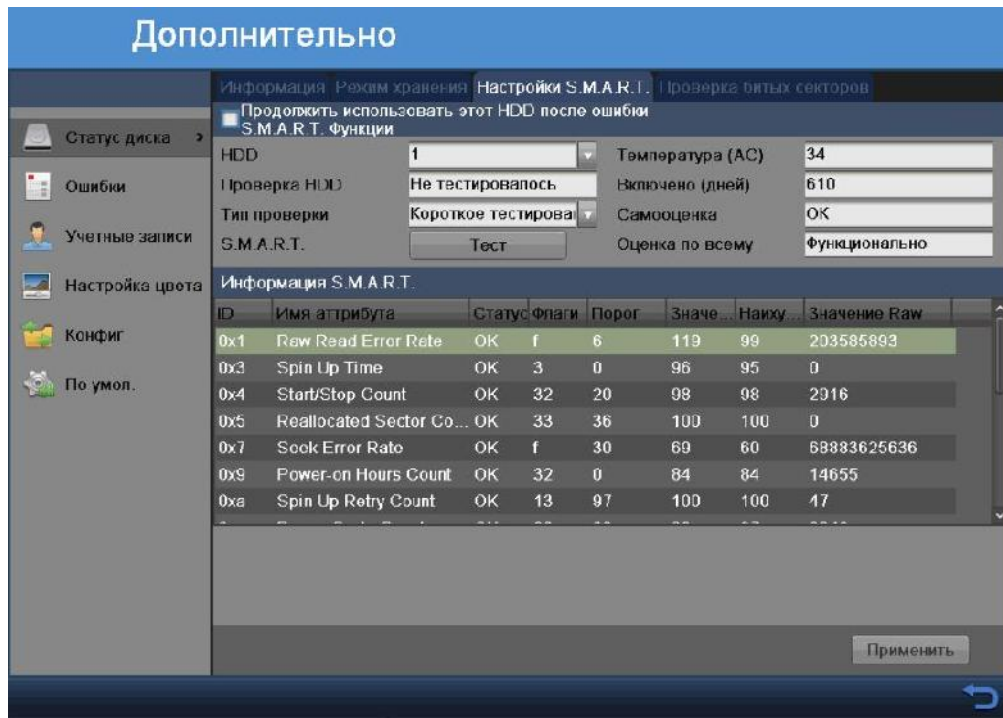 Дополнительно
Информация Режим хранения Настройки S.M.A.R.T. Проверка битых секторов
Продолжить использовать этот HDD после ошибки
S.M.A.R.T. Функции
Статус диска
Ошибки
Учетные записи
Настройка цвета
Конфиг
По умол.
HDD 1 Температура (АС) 34
Проверка HDD Не тестировалось Включено (дней) 610
Тип проверки Короткое тестирова Самооценка OK
S.M.A.R.T. Тест Оценка по всему Функционально
Информация S.M.A.R.T.
ID Имя аттрибута Статус Флаги Порог Значе... Наиху... Значение Raw
0x1 Raw Read Error Rate OK f 6 119 99 203585893
0x3 Spin Up Time OK 3 0 96 95 0
0x4 Start/Stop Count OK 32 20 98 98 2916
0x5 Reallocated Sector Co... OK 33 36 100 100 0
0x7 Seek Error Rate OK f 30 69 60 68883625636
0x9 Power-on Hours Count OK 32 0 84 84 14655
0xa Spin Up Retry Count OK 13 97 100 100 47
Применить